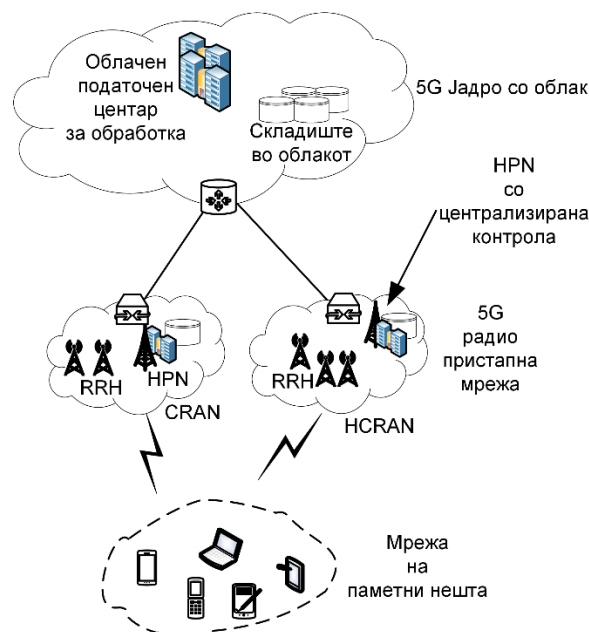 Облачен
податочен
центар
за обработка
Складиште
во облакот
5G Јадро со облак
HPN
со
централизирана
контрола
RRH
HPN
CRAN
RRH
HCRAN
5G
радио
пристапна
мрежа
Мрежа
на
паметни нешта